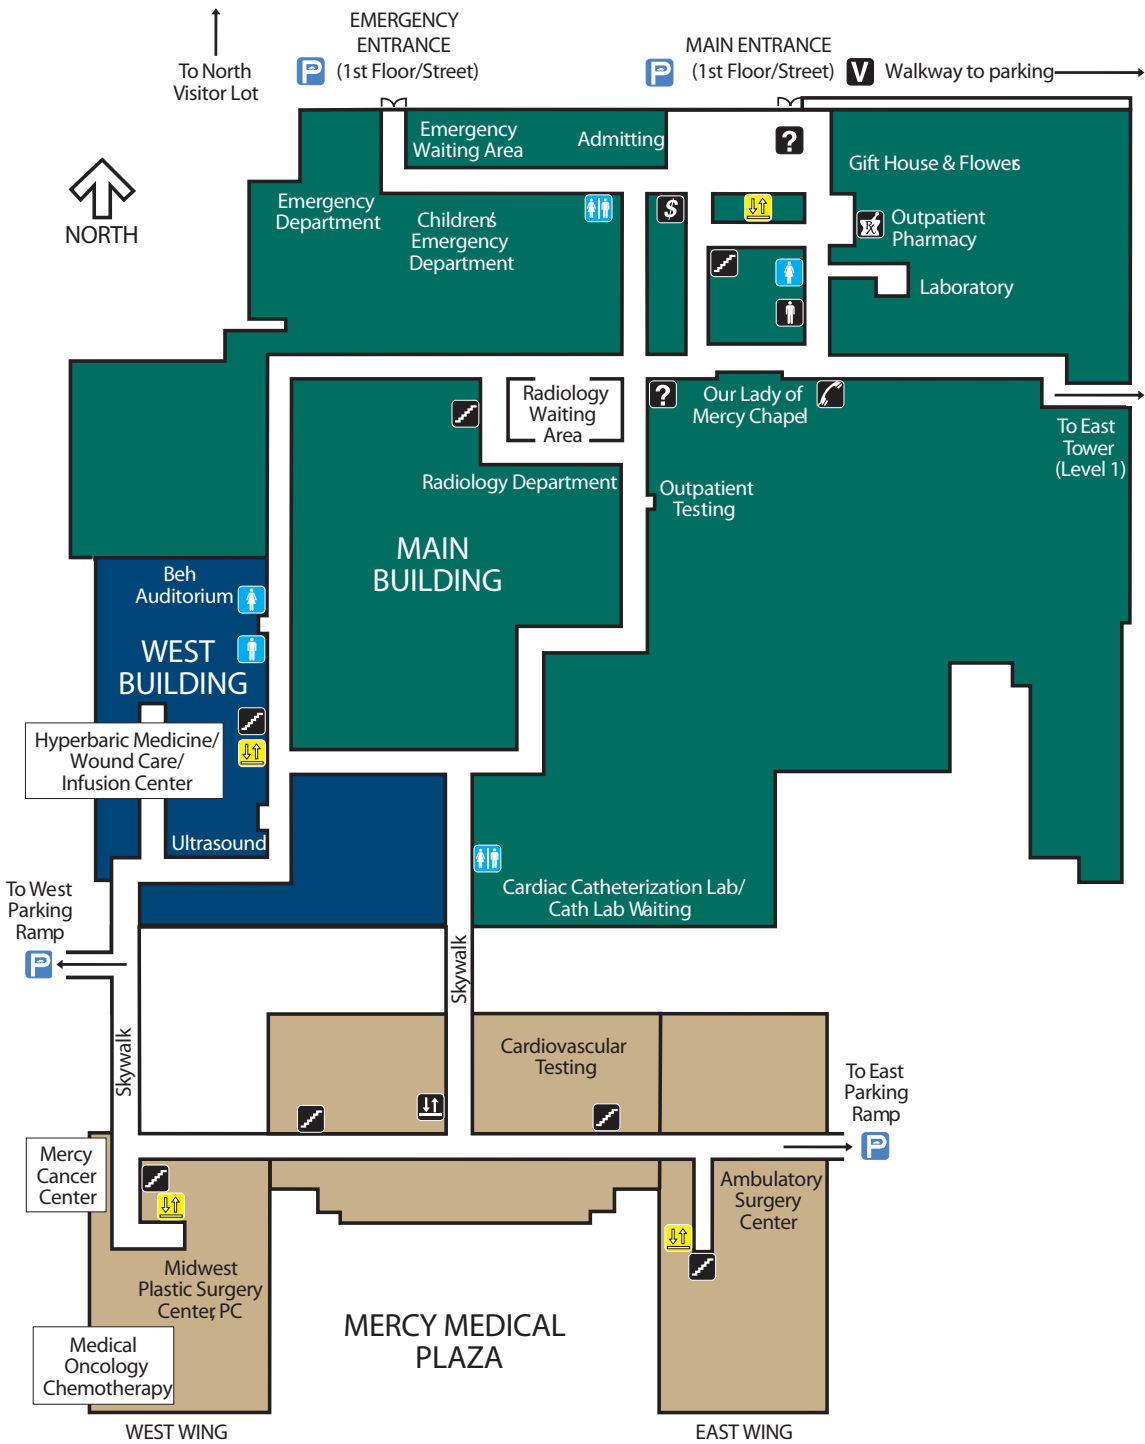 EMERGENCY
ENTRANCE
(1st Floor/Street)
P
MAIN ENTRANCE
(1st Floor/Street)
P
V
Walkway to parking
To North
Visitor Lot
NORTH
Emergency
Waiting Area
Admitting
?
Gift House & Flowers
Emergency
Department
Children's
Emergency
Department
$
Rx
Outpatient
Pharmacy
Laboratory
Radiology
Waiting
Area
?
Our Lady of
Mercy Chapel
To East
Tower
(Level 1)
Radiology Department
Outpatient
Testing
MAIN
BUILDING
Beh
Auditorium
WEST
BUILDING
Hyperbaric Medicine/
Wound Care/
Infusion Center
Ultrasound
To West
Parking
Ramp
P
Cardiac Catheterization Lab/
Cath Lab Waiting
Skywalk
Skywalk
Cardiovascular
Testing
To East
Parking
Ramp
P
Mercy
Cancer
Center
Ambulatory
Surgery
Center
Midwest
Plastic Surgery
Center, PC
MERCY MEDICAL
PLAZA
Medical
Oncology
Chemotherapy
WEST WING
EAST WING